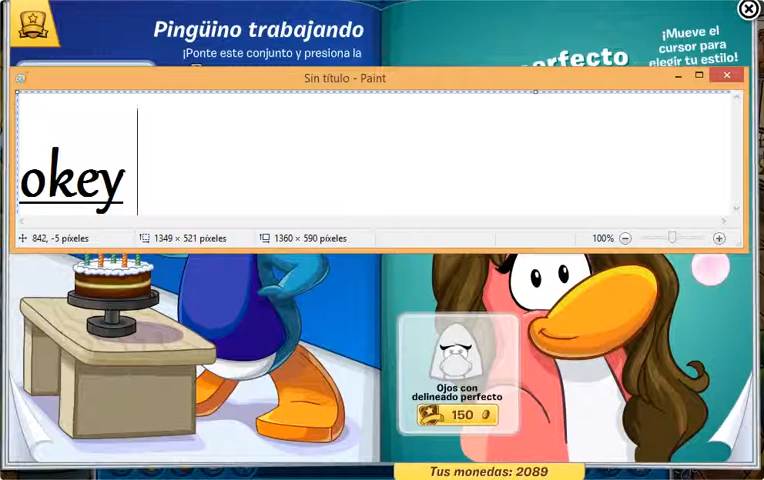 Pingüino trabajando
¡Ponte este conjunto y presiona la
perfecto
¡Mueve el
cursor para
elegir tu estilo!
Sin título - Paint
okey
842, -5 píxeles
1349 × 521 píxeles
1360 × 590 píxeles
100%
Ojos con
delineado perfecto
150
Tus monedas: 2089